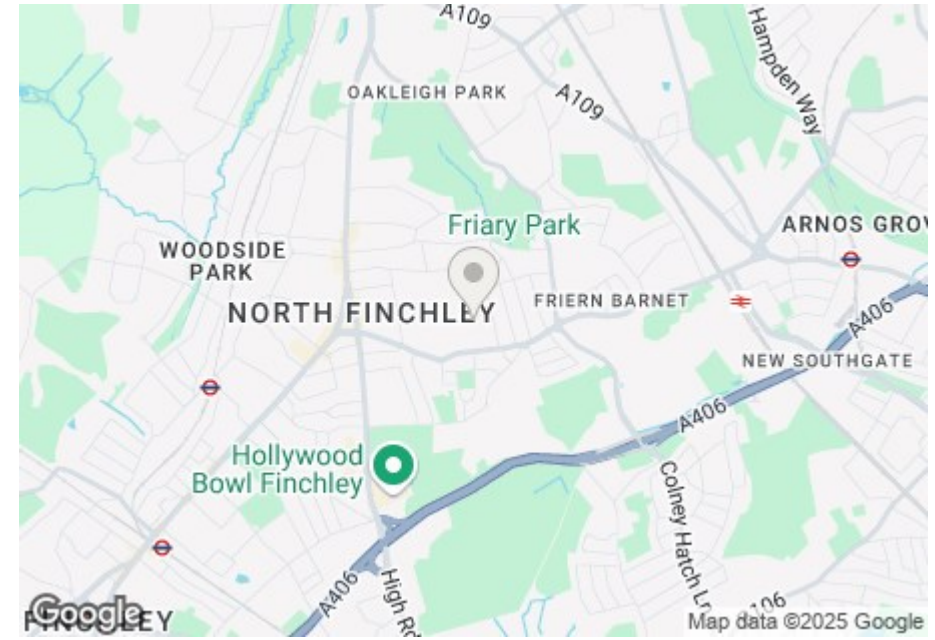 A109
Hampden Way
OAKLEIGH PARK
A109
Friary Park
ARNOS GROV
WOODSIDE
PARK
NORTH FINCHLEY
FRIERN BARNET
A406
NEW SOUTHGATE
A406
Hollywood
Bowl Finchley
Colney Hatch Ln
A406
High Rd
Google
Map data ©2025 Google